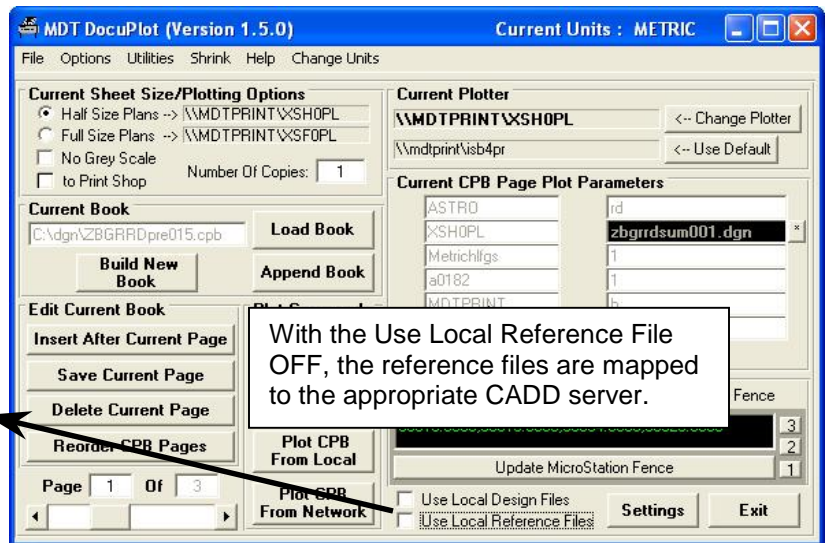 MDT DocuPlot (Version 1.5.0) Current Units : METRIC
File Options Utilities Shrink Help Change Units
Current Sheet Size/Plotting Options
Half Size Plans --> \\MDTPRINT\XSH0PL
Full Size Plans --> \\MDTPRINT\XSF0PL
No Grey Scale
to Print Shop
Number Of Copies: 1
Current Plotter
\\MDTPRINT\XSH0PL
<-- Change Plotter
\\mdtprint\isb4pr
<-- Use Default
Current Book
C:\dgn\ZBGRRDpre015.cpb
Load Book
Build New
Book
Append Book
Current CPB Page Plot Parameters
ASTRO rd
XSH0PL zbgrrdsum001.dgn *
Metrichlfgs 1
a0182 1
MDTPRINT b
Edit Current Book
Insert After Current Page
Save Current Page
Delete Current Page
Reorder CPB Pages
Page 1 Of 3
With the Use Local Reference File
OFF, the reference files are mapped
to the appropriate CADD server.
Fence
Plot CPB
From Local
Plot CPB
From Network
3
2
1
Update MicroStation Fence
Use Local Design Files
Use Local Reference Files
Settings
Exit